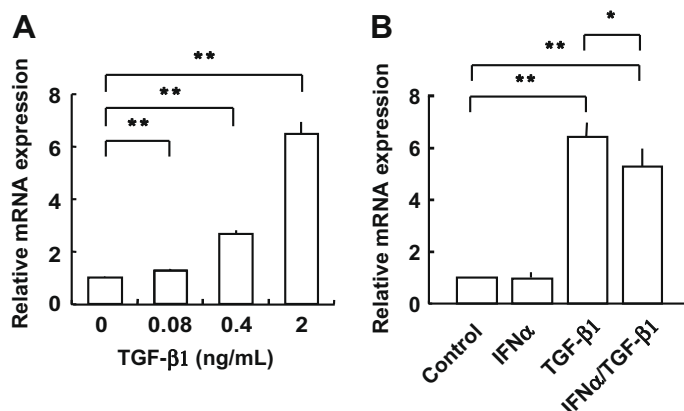 A
**
**
**
Relative mRNA expression
8
6
4
2
0
0 0.08 0.4 2
TGF-β1 (ng/mL)
B
*
**
**
Relative mRNA expression
8
6
4
2
0
Control
IFNα
TGF-β1
IFNα/TGF-β1